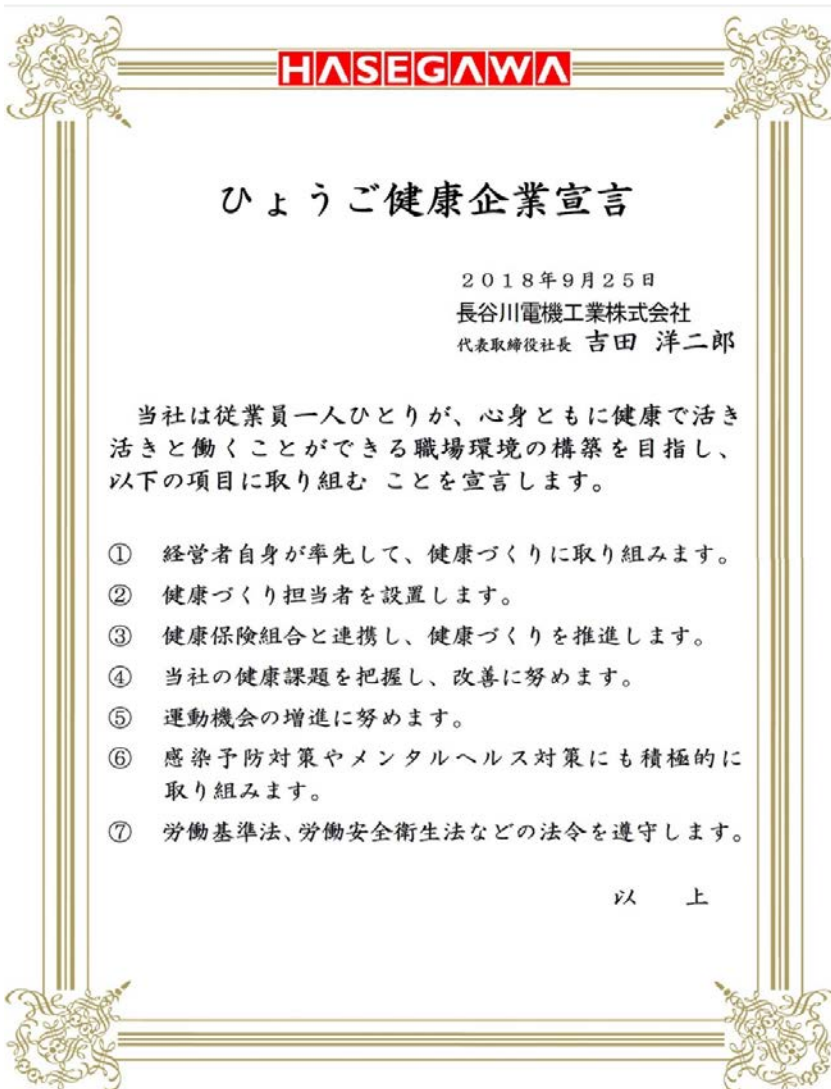 HASEGAWA
ひょうご健康企業宣言
２０１８年９月２５日
長谷川電機工業株式会社
代表取締役社長 吉田 洋二郎
当社は従業員一人ひとりが、心身ともに健康で活き
活きと働くことができる職場環境の構築を目指し、
以下の項目に取り組む ことを宣言します。
① 経営者自身が率先して、健康づくりに取り組みます。
② 健康づくり担当者を設置します。
③ 健康保険組合と連携し、健康づくりを推進します。
④ 当社の健康課題を把握し、改善に努めます。
⑤ 運動機会の増進に努めます。
⑥ 感染予防対策やメンタルヘルス対策にも積極的に
取り組みます。
⑦ 労働基準法、労働安全衛生法などの法令を遵守します。
以 上